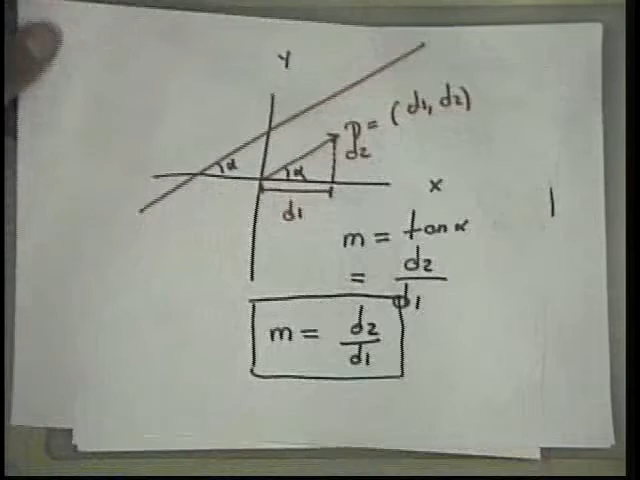 Y
D = (d1, d2)
α
α
d2
x
d1
m = tan α
= d2/d1
m = d2/d1